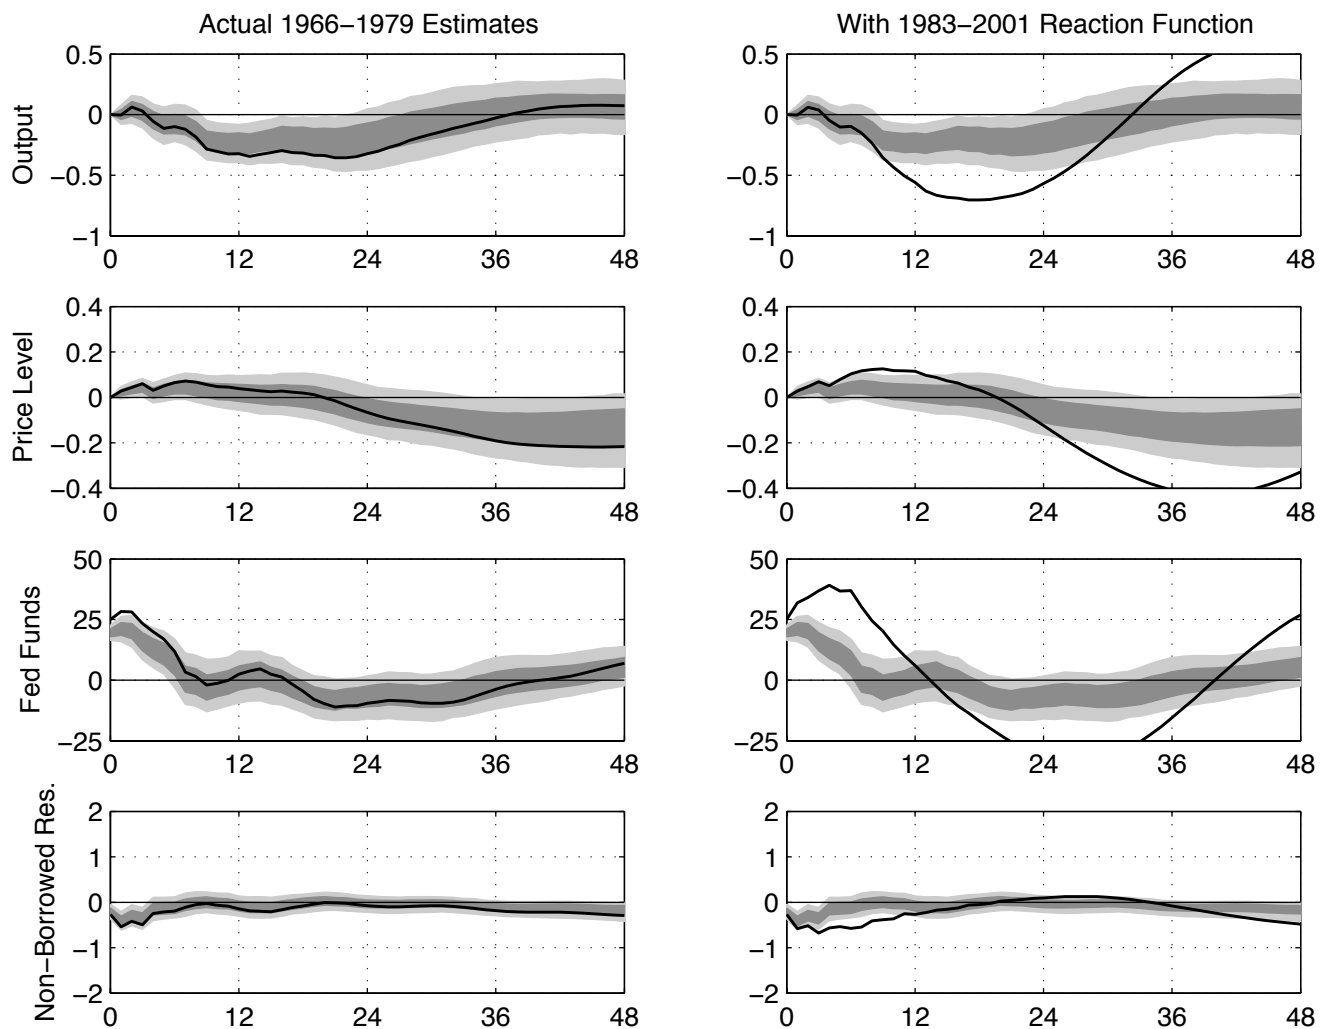 Actual 1966−1979 Estimates
With 1983−2001 Reaction Function
Output
0.5
0
−0.5
−1
0 12 24 36 48
0.5
0
−0.5
−1
0 12 24 36 48
Price Level
0.4
0.2
0
−0.2
−0.4
0 12 24 36 48
0.4
0.2
0
−0.2
−0.4
0 12 24 36 48
Fed Funds
50
25
0
−25
0 12 24 36 48
50
25
0
−25
0 12 24 36 48
Non−Borrowed Res.
2
1
0
−1
−2
0 12 24 36 48
2
1
0
−1
−2
0 12 24 36 48